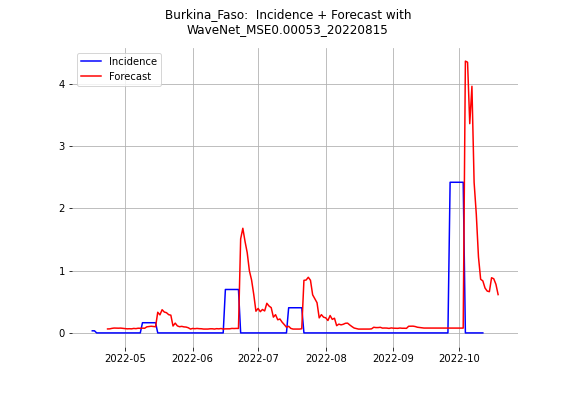 Burkina_Faso:  Incidence + Forecast with
WaveNet_MSE0.00053_20220815
Incidence
Forecast
4
3
2
1
0
2022-05
2022-06
2022-07
2022-08
2022-09
2022-10